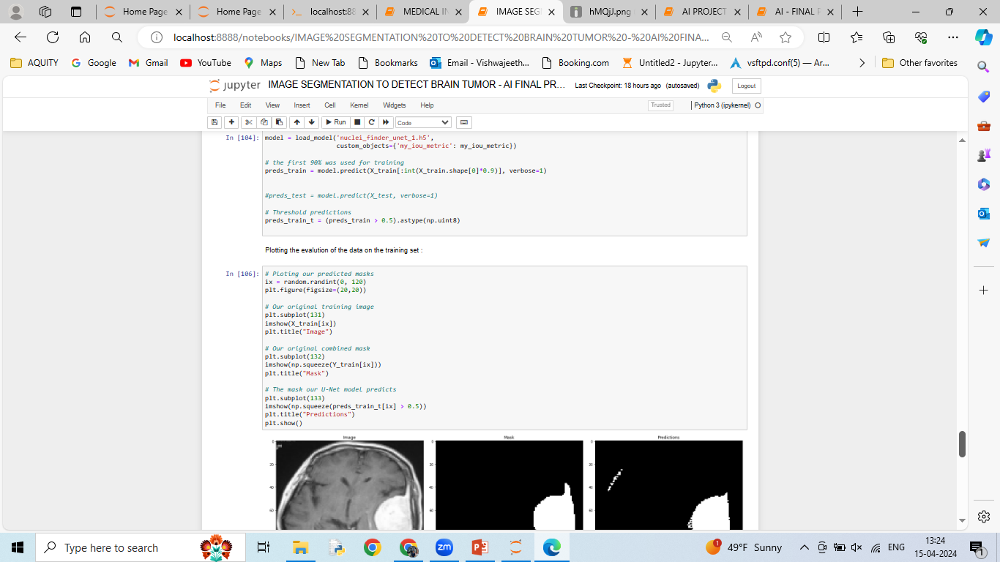 Home Page
Home Page
localhost:88
MEDICAL IN
IMAGE SEGI
hMQjJ.png
AI PROJECT
AI - FINAL P
localhost:8888/notebooks/IMAGE%20SEGMENTATION%20TO%20DETECT%20BRAIN%20TUMOR%20-%20AI%20FINA...
AQUITY
Google
Gmail
YouTube
Maps
New Tab
Bookmarks
Email - Vishwajeeth...
Booking.com
Untitled2 - Jupyter...
vsftpd.conf(5) — Ar...
Other favorites
jupyter IMAGE SEGMENTATION TO DETECT BRAIN TUMOR - AI FINAL PR... Last Checkpoint: 18 hours ago (autosaved) Logout
File Edit View Insert Cell Kernel Widgets Help Trusted Python 3 (ipykernel)
Run Code
In [104]: model = load_model('nuclei_finder_unet_1.h5',
custom_objects={'my_iou_metric': my_iou_metric})
# the first 90% was used for training
preds_train = model.predict(X_train[:int(X_train.shape[0]*0.9)], verbose=1)
#preds_test = model.predict(X_test, verbose=1)
# Threshold predictions
preds_train_t = (preds_train > 0.5).astype(np.uint8)
Plotting the evalution of the data on the training set :
In [106]: # Ploting our predicted masks
ix = random.randint(0, 120)
plt.figure(figsize=(20,20))
# Our original training image
plt.subplot(131)
imshow(X_train[ix])
plt.title("Image")
# Our original combined mask
plt.subplot(132)
imshow(np.squeeze(Y_train[ix]))
plt.title("Mask")
# The mask our U-Net model predicts
plt.subplot(133)
imshow(np.squeeze(preds_train_t[ix] > 0.5))
plt.title("Predictions")
plt.show()
Image Mask Predictions
0 0 0
20 20 20
40 40 40
60 60 60
Type here to search
zm
1
49°F Sunny
ENG
13:24
15-04-2024
1